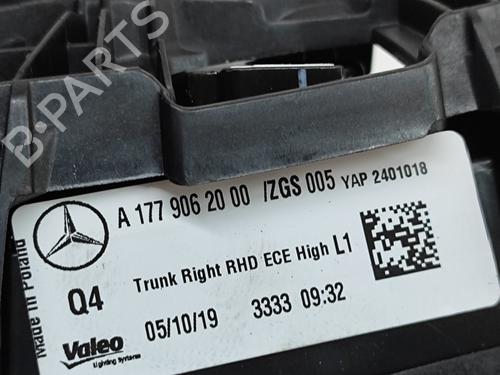 B-PARTS
A 177 906 20 00 /ZGS 005 YAP 2401018
Trunk Right RHD ECE High L1
Q4
05/10/19 3333 09:32
Valeo
Lighting Systems
Made in Poland